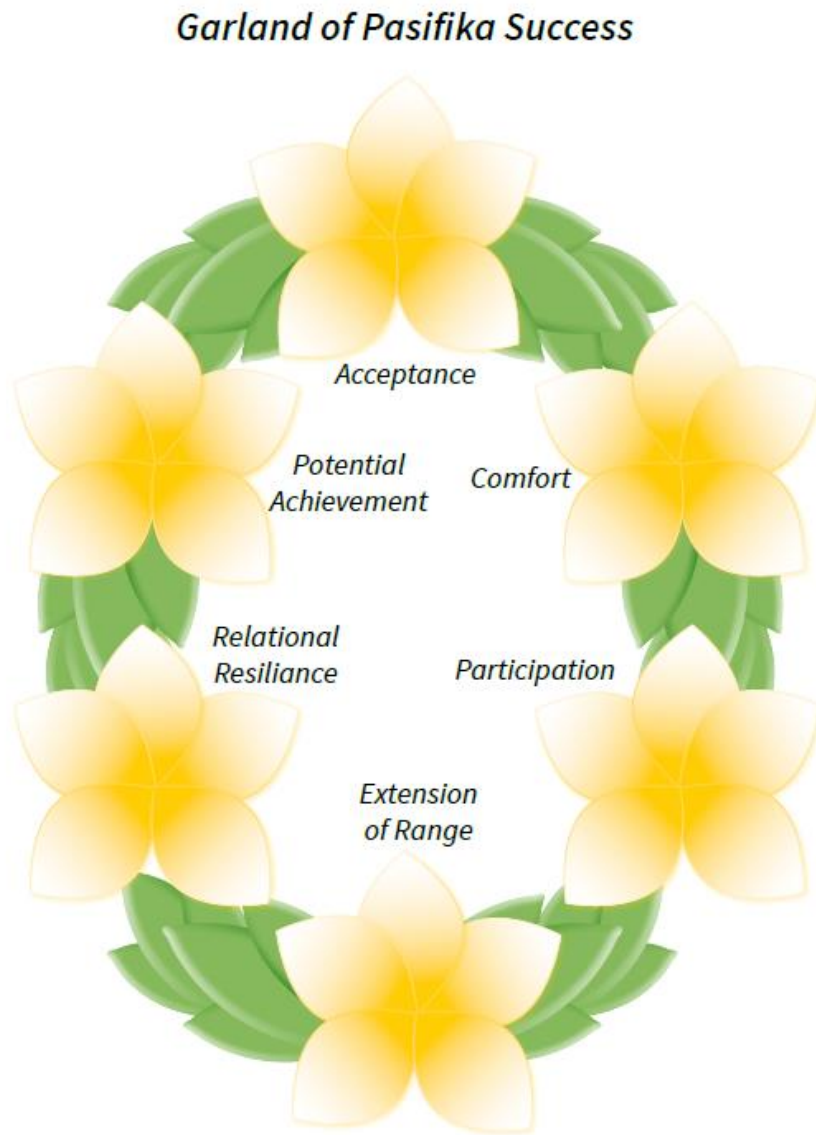 Garland of Pasifika Success
Acceptance
Potential
Achievement
Comfort
Relational
Resiliance
Participation
Extension
of Range